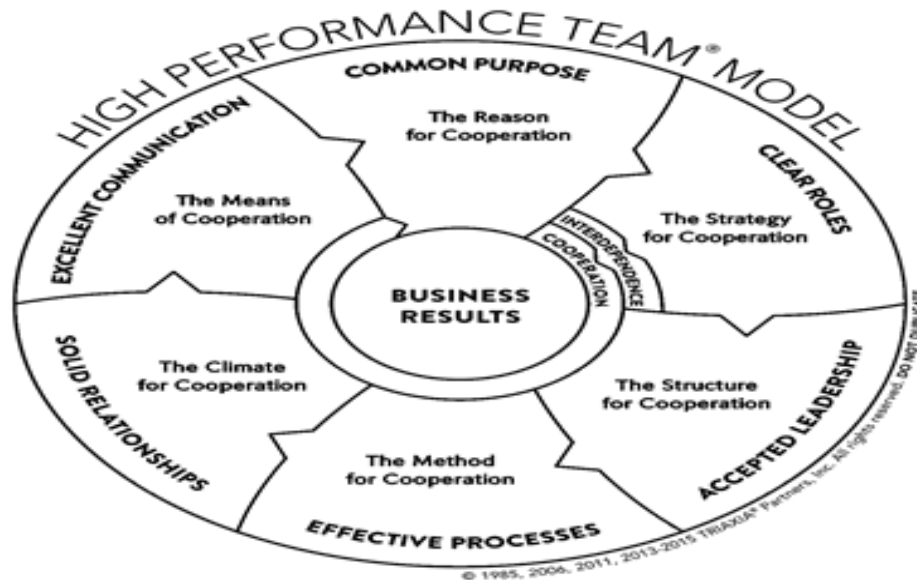 HIGH PERFORMANCE TEAM® MODEL
COMMON PURPOSE
The Reason
for Cooperation
CLEAR ROLES
The Strategy
for Cooperation
ACCEPTED LEADERSHIP
The Structure
for Cooperation
EFFECTIVE PROCESSES
The Method
for Cooperation
SOLID RELATIONSHIPS
The Climate
for Cooperation
EXCELLENT COMMUNICATION
The Means
of Cooperation
INTERDEPENDENCE
COOPERATION
BUSINESS
RESULTS
© 1985, 2006, 2011, 2013-2015 TRIAXIA® Partners, Inc. All rights reserved. DO NOT